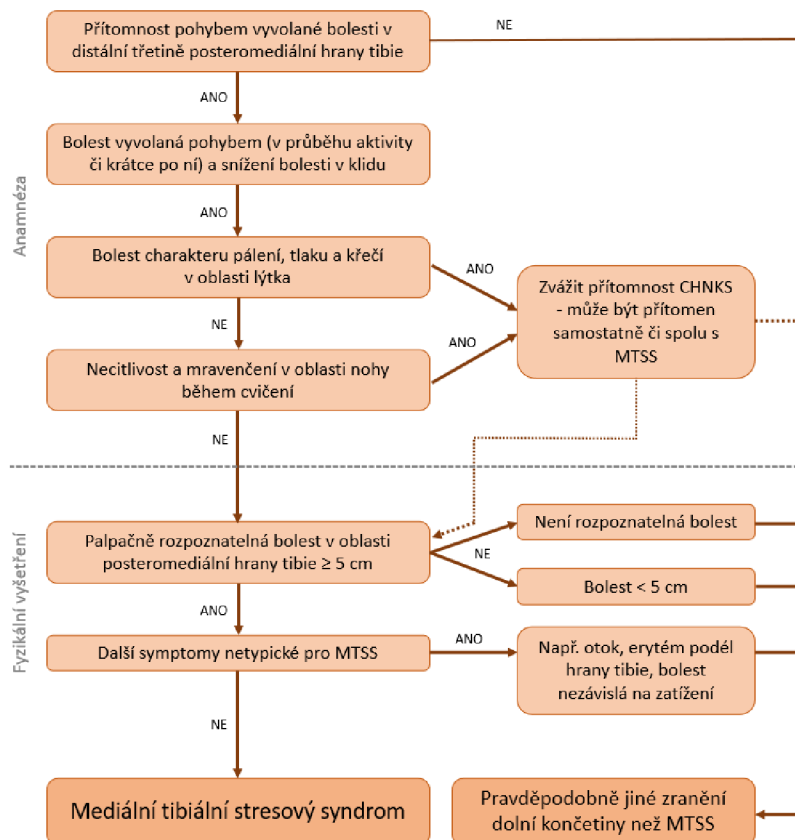 Přítomnost pohybem vyvolané bolesti v
distální třetině posteromediální hrany tibie
NE
ANO
Bolest vyvolaná pohybem (v průběhu aktivity
či krátce po ní) a snížení bolesti v klidu
ANO
Anamnéza
Bolest charakteru pálení, tlaku a křečí
v oblasti lýtka
ANO
Zvážit přítomnost CHNKS
- může být přítomen
samostatně či spolu s
MTSS
NE
ANO
Necitlivost a mravenčení v oblasti nohy
během cvičení
NE
Fyzikální vyšetření
Palpačně rozpoznatelná bolest v oblasti
posteromediální hrany tibie ≥ 5 cm
Není rozpoznatelná bolest
NE
Bolest < 5 cm
ANO
Další symptomy netypické pro MTSS
ANO
Např. otok, erytém podél
hrany tibie, bolest
nezávislá na zatížení
NE
Mediální tibiální stresový syndrom
Pravděpodobně jiné zranění
dolní končetiny než MTSS